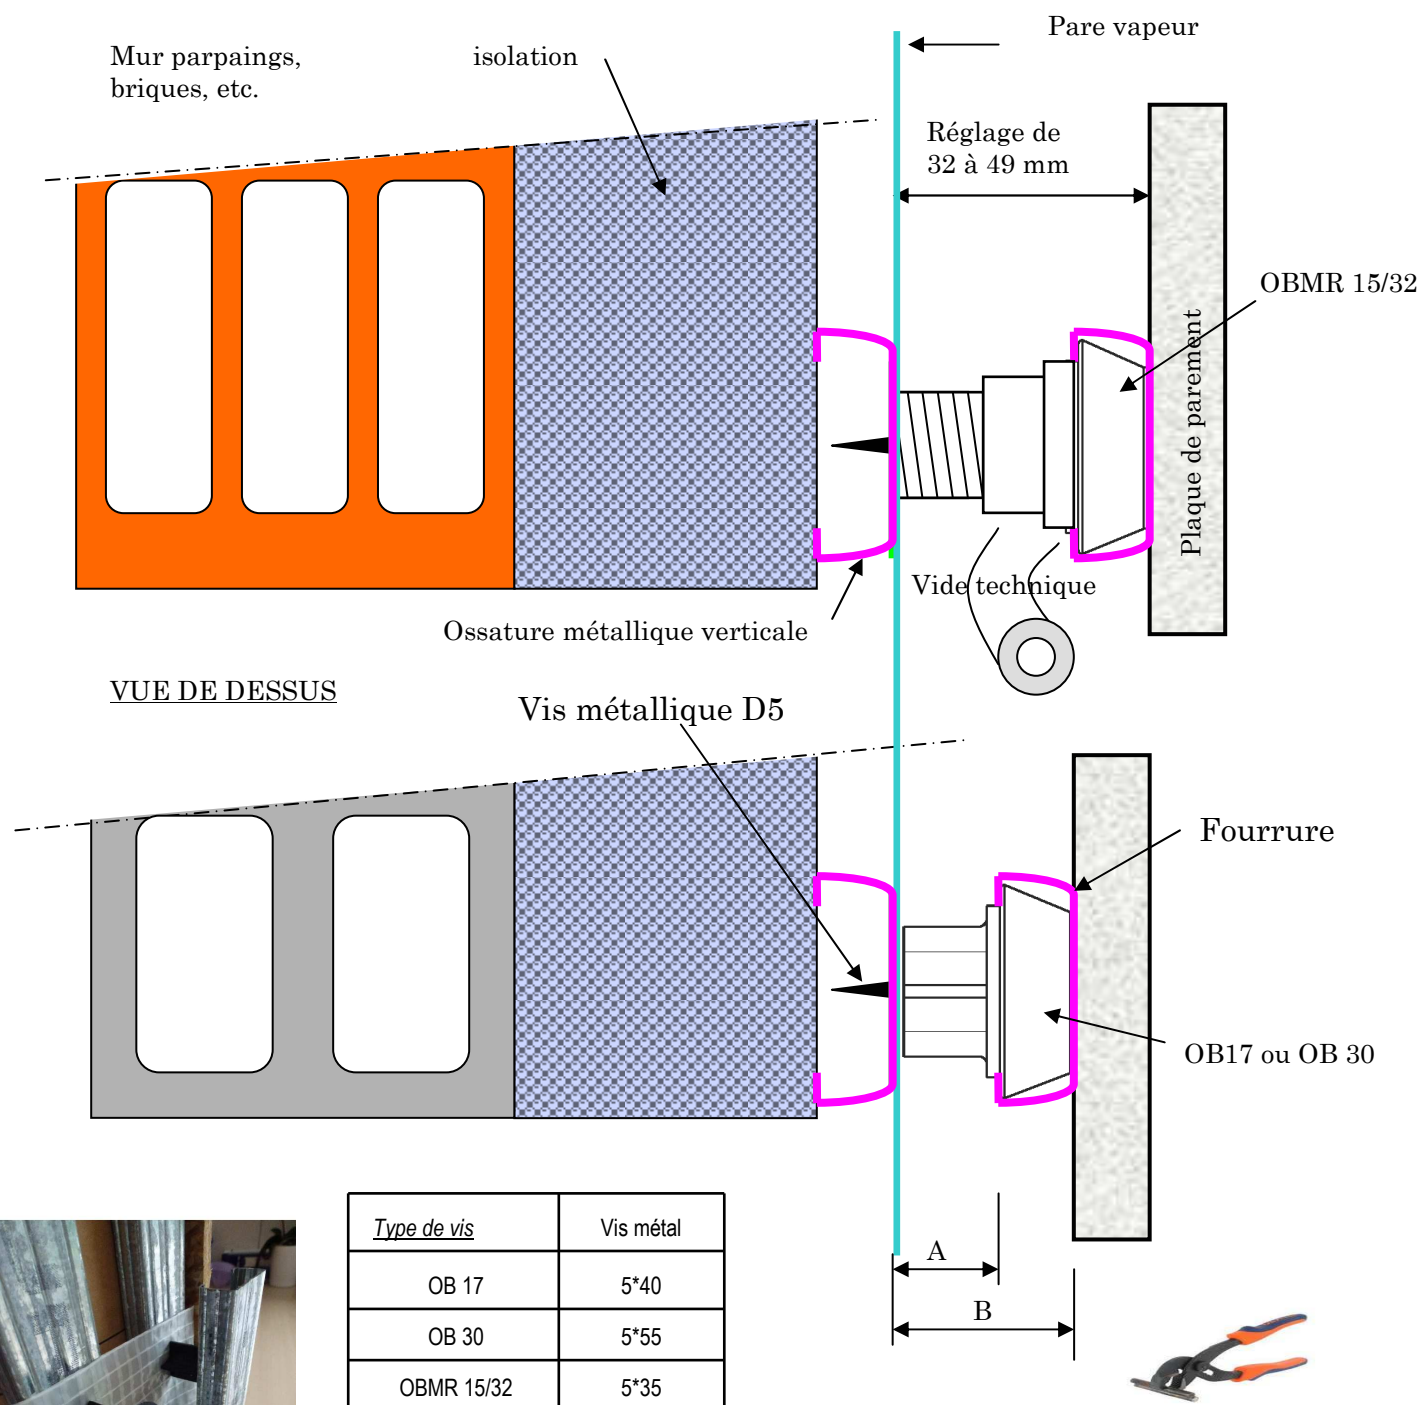 Pare vapeur
Mur parpaings,
briques, etc.
isolation
Réglage de
32 à 49 mm
OBMR 15/32
Plaque de parement
Vide technique
Ossature métallique verticale
VUE DE DESSUS
Vis métallique D5
Fourrure
OB17 ou OB 30
A
B
Type de vis Vis métal
OB 17 5*40
OB 30 5*55
OBMR 15/32 5*35